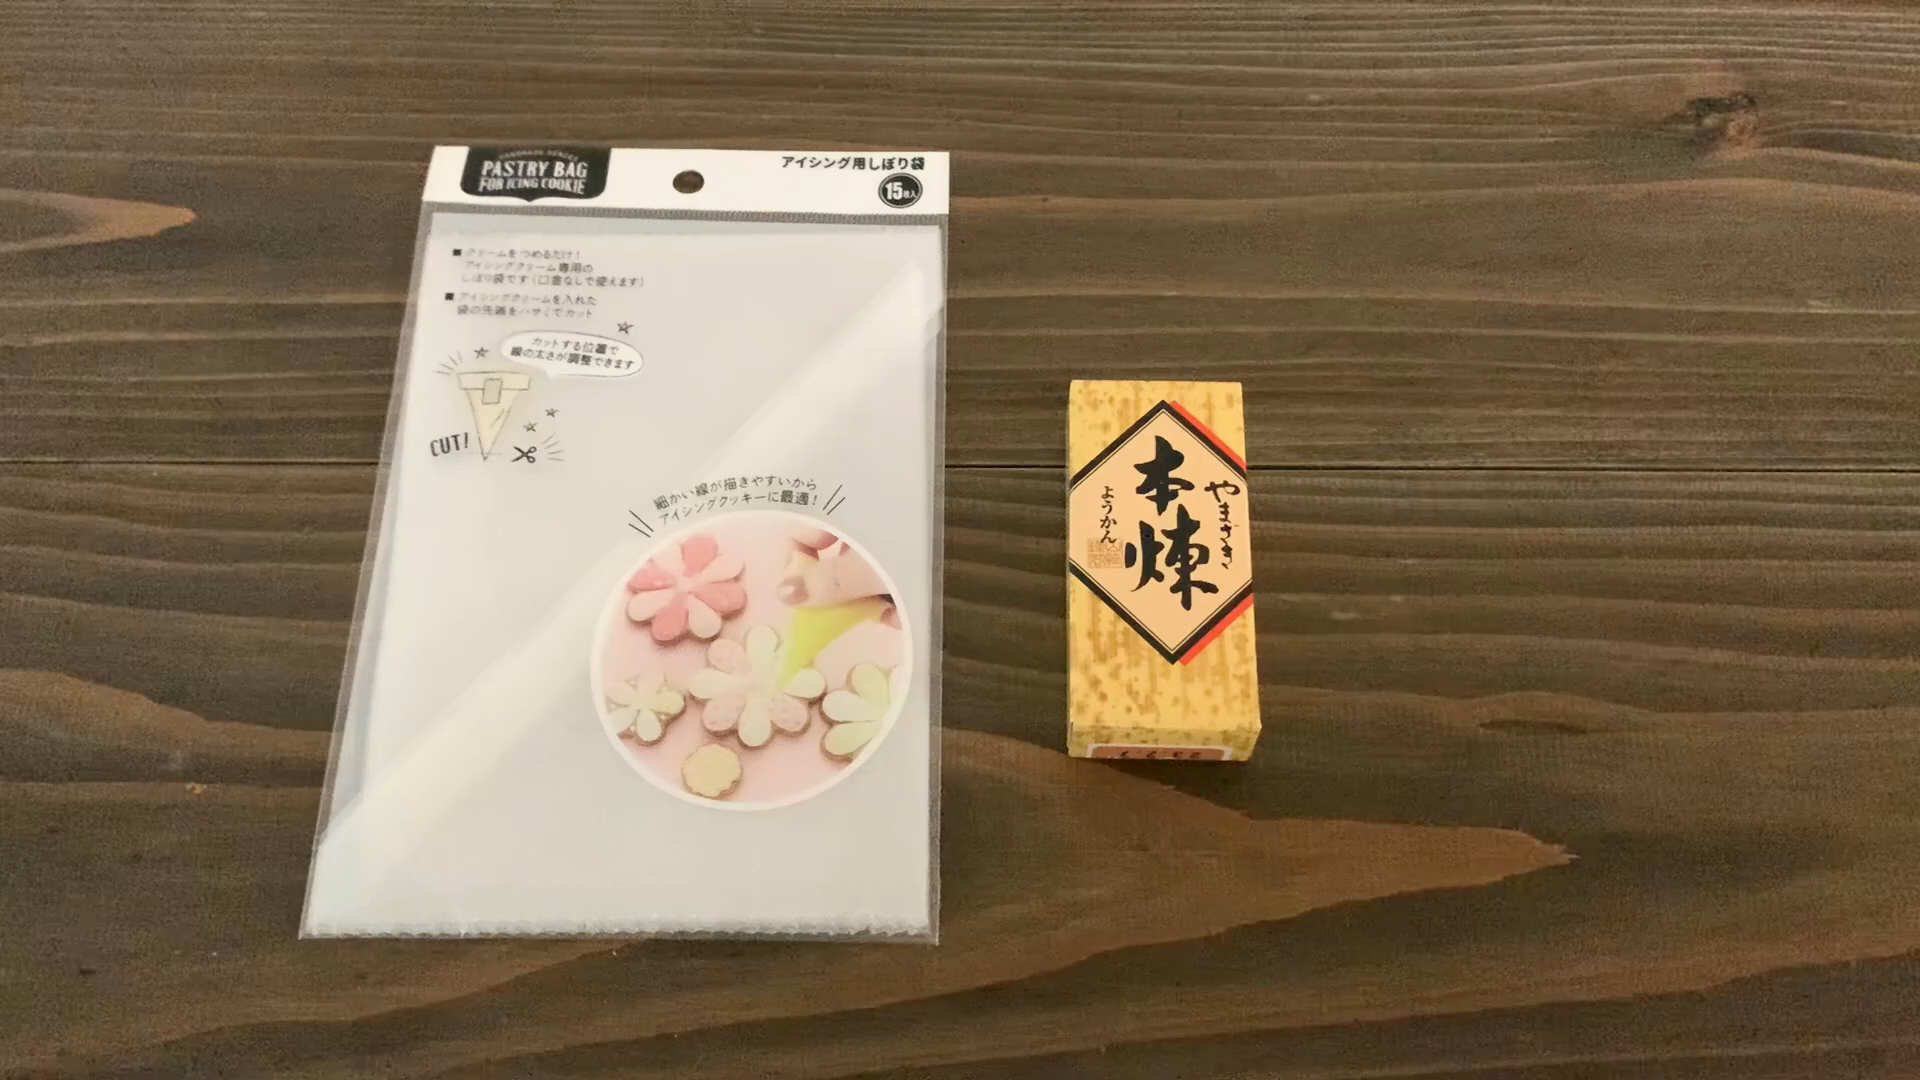 PASTRY BAG
FOR ICING COOKIE
アイシング用しぼり袋
15枚入
■ クリームをつめるだけ!
アイシングクリーム専用の
しぼり袋です(口金なしで使えます)
■ アイシングクリームを入れた
袋の先端をハサミでカット
カットする位置で
線の太さが調整できます
CUT!
細かい線が描きやすいから
アイシングクッキーに最適!
やまざき
本煉
ようかん